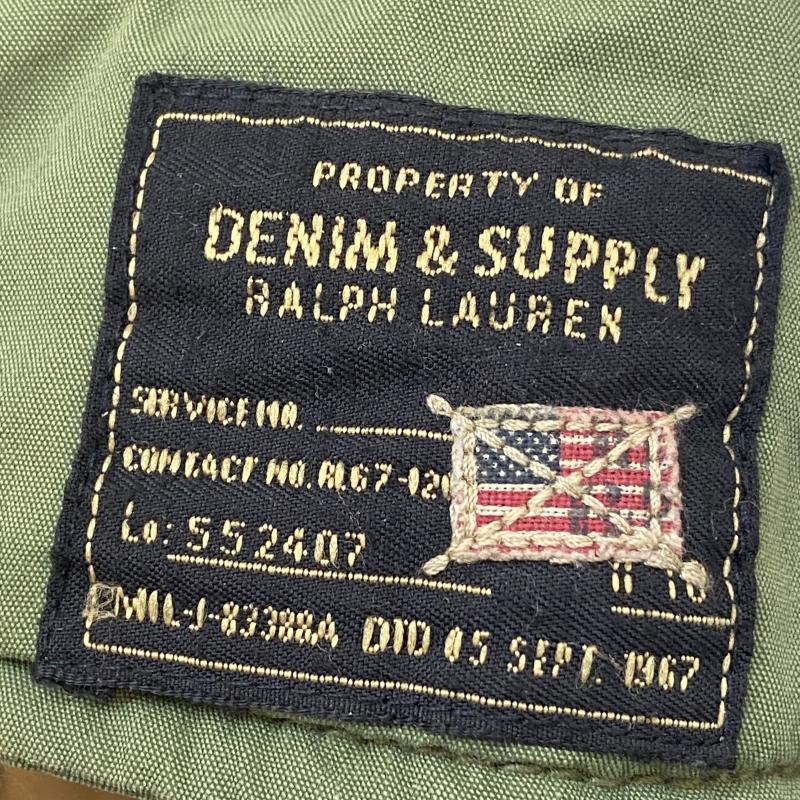 PROPERTY OF
DENIM & SUPPLY
RALPH LAUREN
SERVICE NO.
CONTACT NO. RL67-120
Lo: 552407
MIL-J-83388A DTD 05 SEPT. 1967